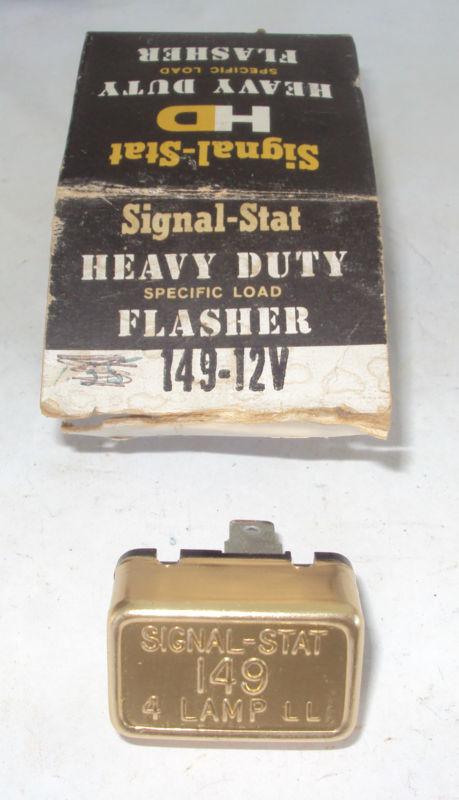 FLASHER
SPECIFIC LOAD
HEAVY DUTY
HD
Signal-Stat
Signal-Stat
HEAVY DUTY
SPECIFIC LOAD
FLASHER
149-12V
SIGNAL-STAT
149
4 LAMP LL